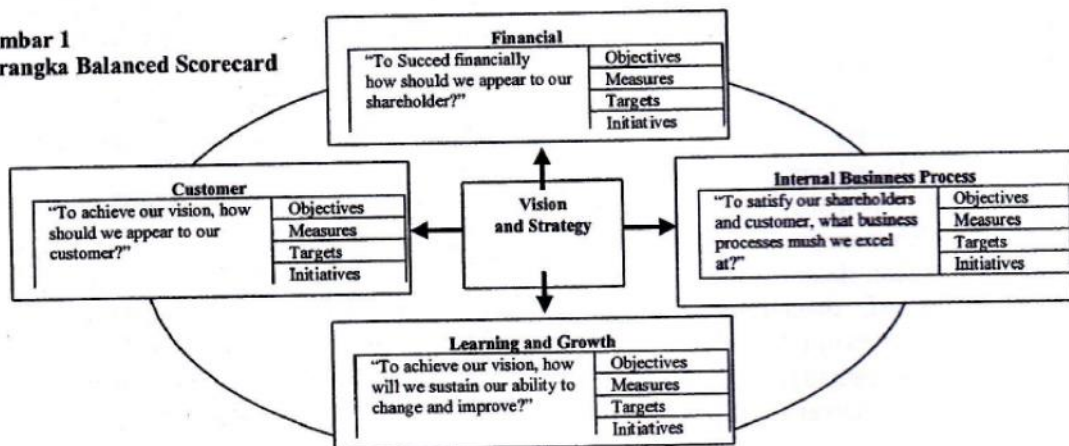 mbar 1
rangka Balanced Scorecard
Financial
"To Succed financially
how should we appear to our
shareholder?"
Objectives
Measures
Targets
Initiatives
Customer
"To achieve our vision, how
should we appear to our
customer?"
Objectives
Measures
Targets
Initiatives
Vision
and Strategy
Internal Businness Process
"To satisfy our shareholders
and customer, what business
processes mush we excel
at?"
Objectives
Measures
Targets
Initiatives
Learning and Growth
"To achieve our vision, how
will we sustain our ability to
change and improve?"
Objectives
Measures
Targets
Initiatives